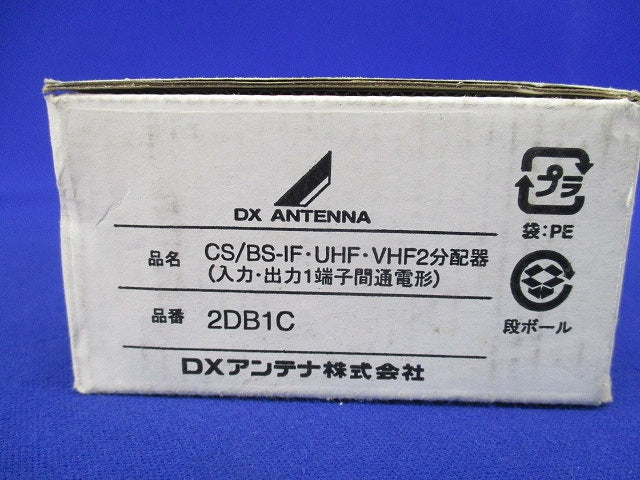 DX ANTENNA
品名 CS/BS-IF・UHF・VHF2分配器
(入力・出力1端子間通電形)
品番 2DB1C
DXアンテナ株式会社
プラ
袋:PE
段ボール